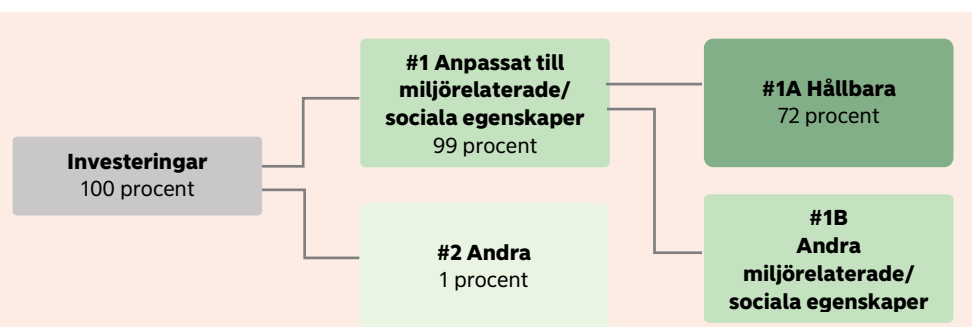 #1 Anpassat till
miljörelaterade/
sociala egenskaper
99 procent
#1A Hållbara
72 procent
Investeringar
100 procent
#2 Andra
1 procent
#1B
Andra
miljörelaterade/
sociala egenskaper